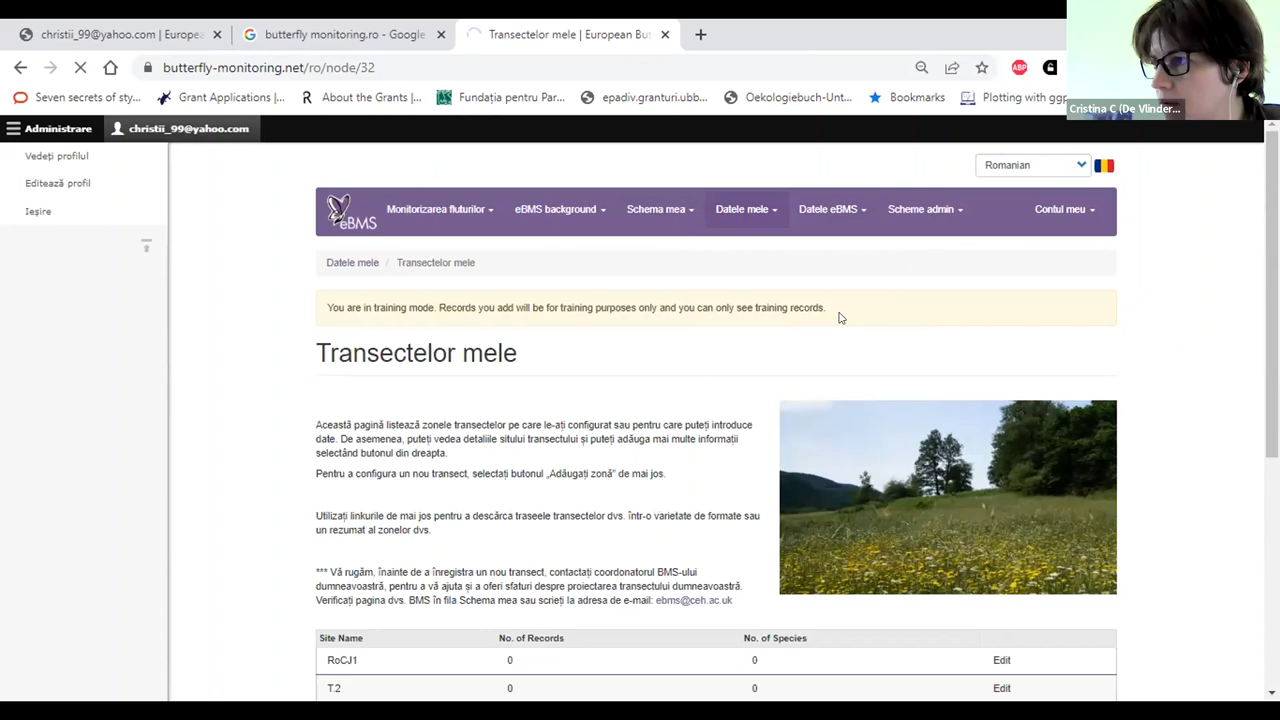 christii_99@yahoo.com | Europea
butterfly monitoring.ro - Google
Transectelor mele | European But
butterfly-monitoring.net/ro/node/32
ABP
Seven secrets of sty...
Grant Applications |...
About the Grants |...
Fundația pentru Par...
epadiv.granturi.ubb...
Oekologiebuch-Unt...
Bookmarks
Plotting with ggp
Cristina C (De Vlinder...
Administrare
christii_99@yahoo.com
Vedeți profilul
Editează profil
Ieșire
Romanian
eBMS
Monitorizarea fluturilor
eBMS background
Schema mea
Datele mele
Datele eBMS
Scheme admin
Contul meu
Datele mele / Transectelor mele
You are in training mode. Records you add will be for training purposes only and you can only see training records.
Transectelor mele
Această pagină listează zonele transectelor pe care le-ați configurat sau pentru care puteți introduce
date. De asemenea, puteți vedea detaliile sitului transectului și puteți adăuga mai multe informații
selectând butonul din dreapta.
Pentru a configura un nou transect, selectați butonul „Adăugați zonă” de mai jos.
Utilizați linkurile de mai jos pentru a descărca traseele transectelor dvs. într-o varietate de formate sau
un rezumat al zonelor dvs.
*** Vă rugăm, înainte de a înregistra un nou transect, contactați coordonatorul BMS-ului
dumneavoastră, pentru a vă ajuta și a oferi sfaturi despre proiectarea transectului dumneavoastră.
Verificați pagina dvs. BMS în fila Schema mea sau scrieți la adresa de e-mail: ebms@ceh.ac.uk
Site Name No. of Records No. of Species
RoCJ1 0 0 Edit
T.2 0 0 Edit